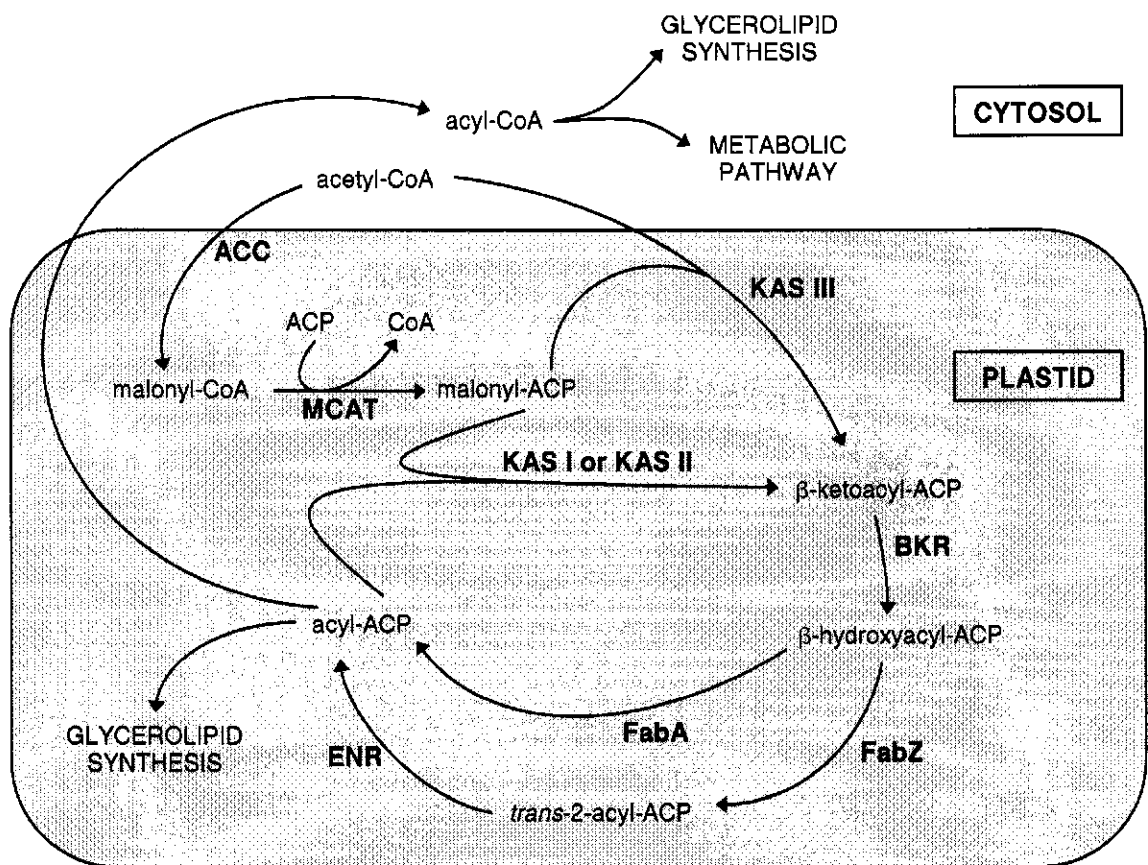 GLYCEROLIPID
SYNTHESIS
acyl-CoA
CYTOSOL
METABOLIC
PATHWAY
acetyl-CoA
ACC
KAS III
ACP
CoA
malonyl-CoA
malonyl-ACP
PLASTID
MCAT
KAS I or KAS II
β-ketoacyl-ACP
BKR
acyl-ACP
β-hydroxyacyl-ACP
GLYCEROLIPID
SYNTHESIS
ENR
FabA
FabZ
trans-2-acyl-ACP